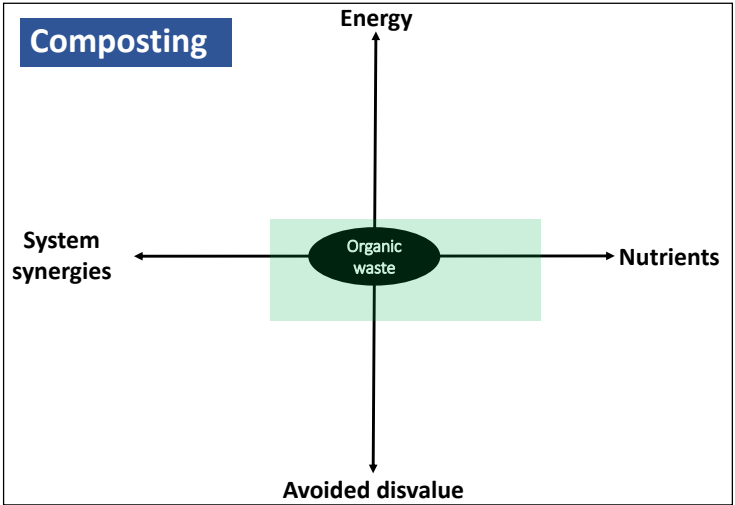 Composting
Energy
System
synergies
Organic
waste
Nutrients
Avoided disvalue